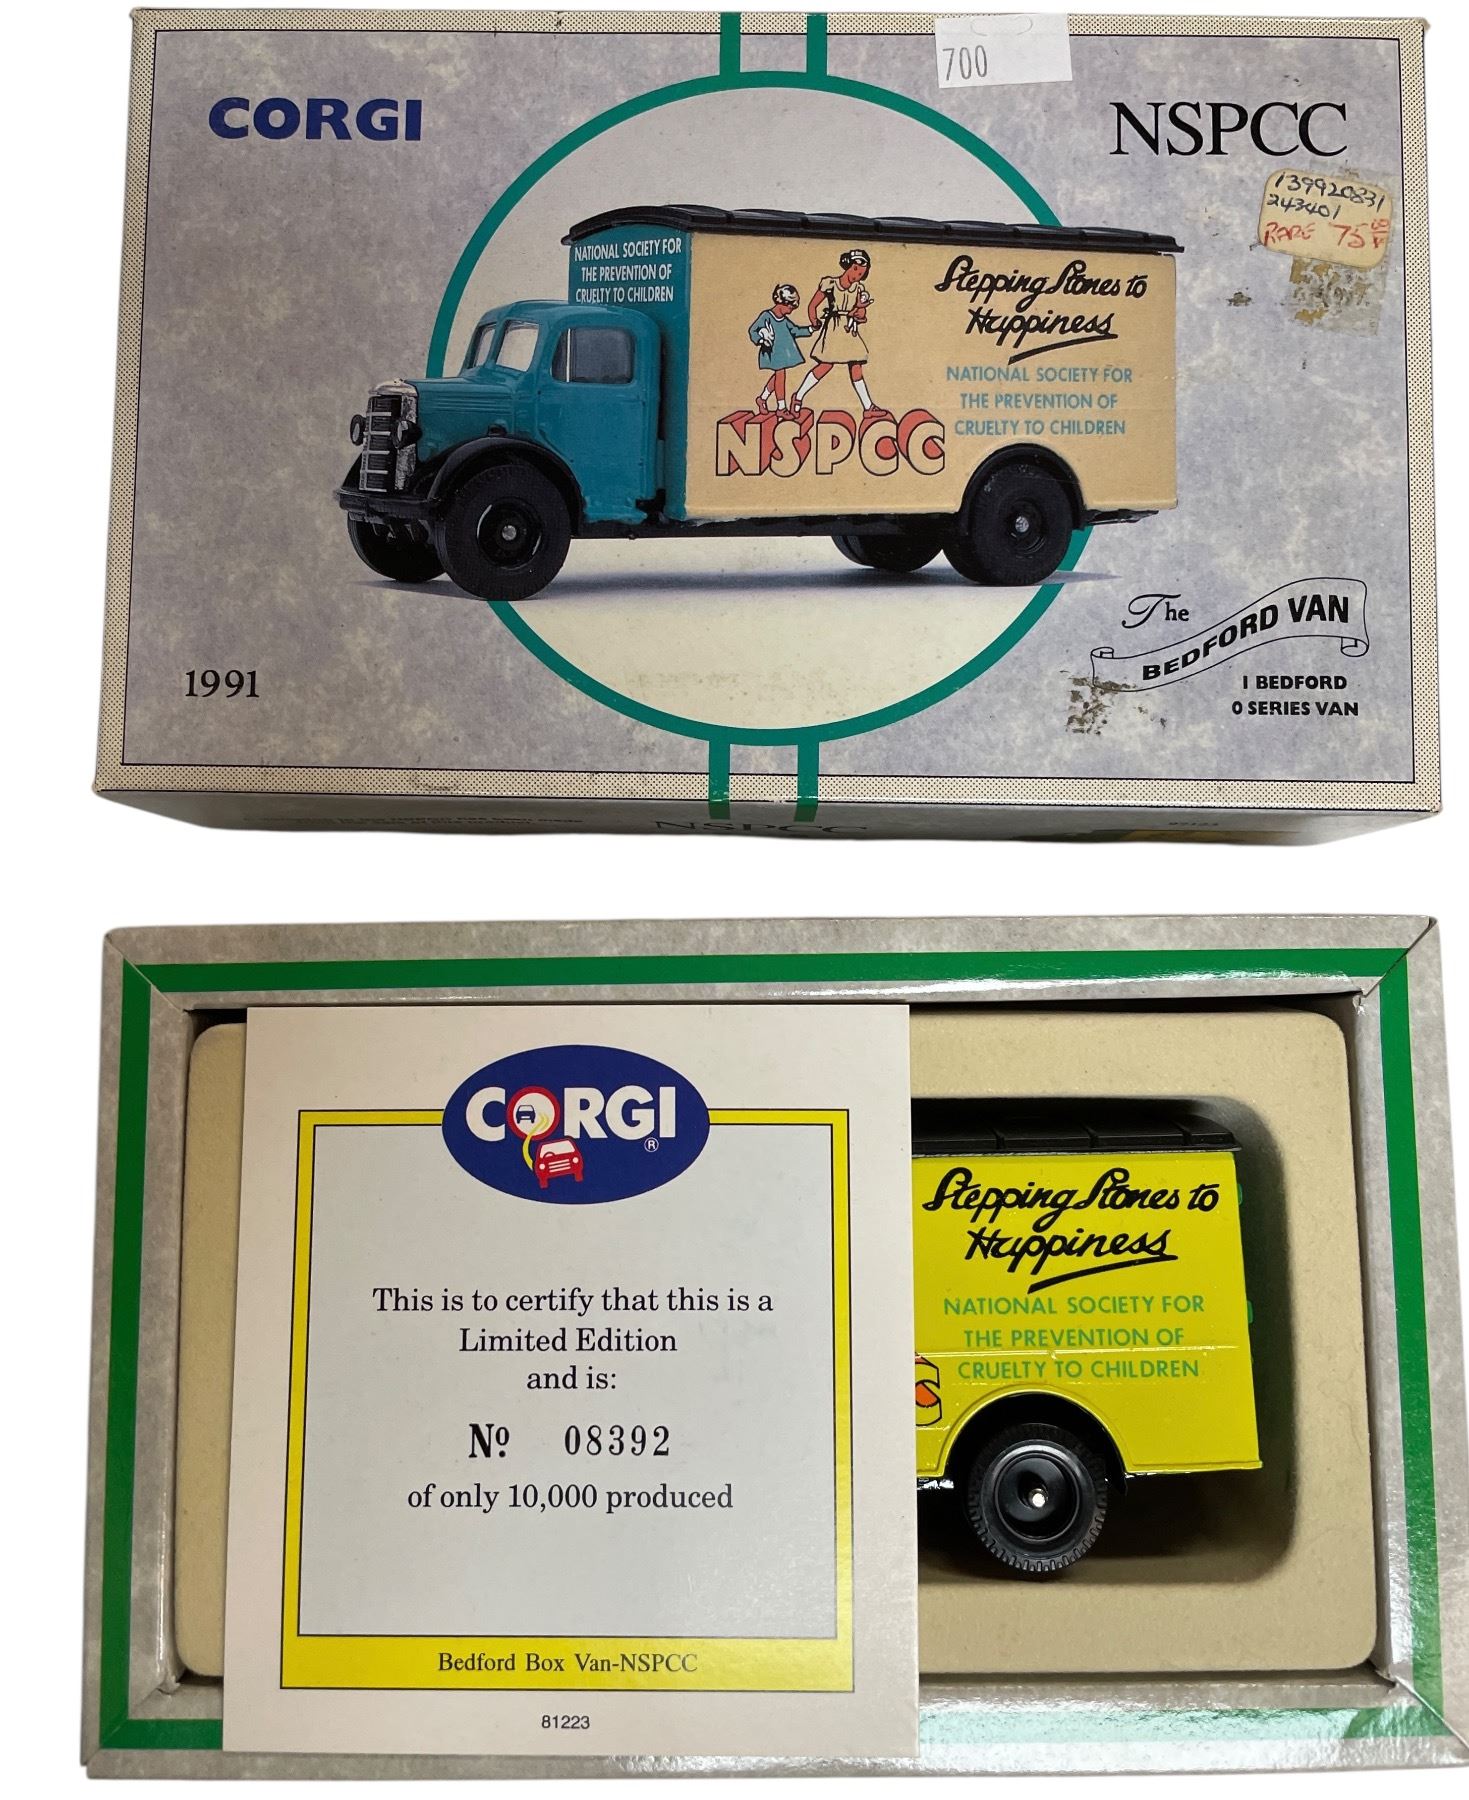 700
CORGI
NSPCC
139920831
243401
RARE 75
NATIONAL SOCIETY FOR
THE PREVENTION OF
CRUELTY TO CHILDREN
Stepping Stones to
Happiness
NATIONAL SOCIETY FOR
THE PREVENTION OF
CRUELTY TO CHILDREN
NSPCC
1991
The
BEDFORD VAN
1 BEDFORD
O SERIES VAN
NSPCC
CORGI
®
This is to certify that this is a
Limited Edition
and is:
Nº 08392
of only 10,000 produced
Bedford Box Van-NSPCC
81223
Stepping Stones to
Happiness
NATIONAL SOCIETY FOR
THE PREVENTION OF
CRUELTY TO CHILDREN
C